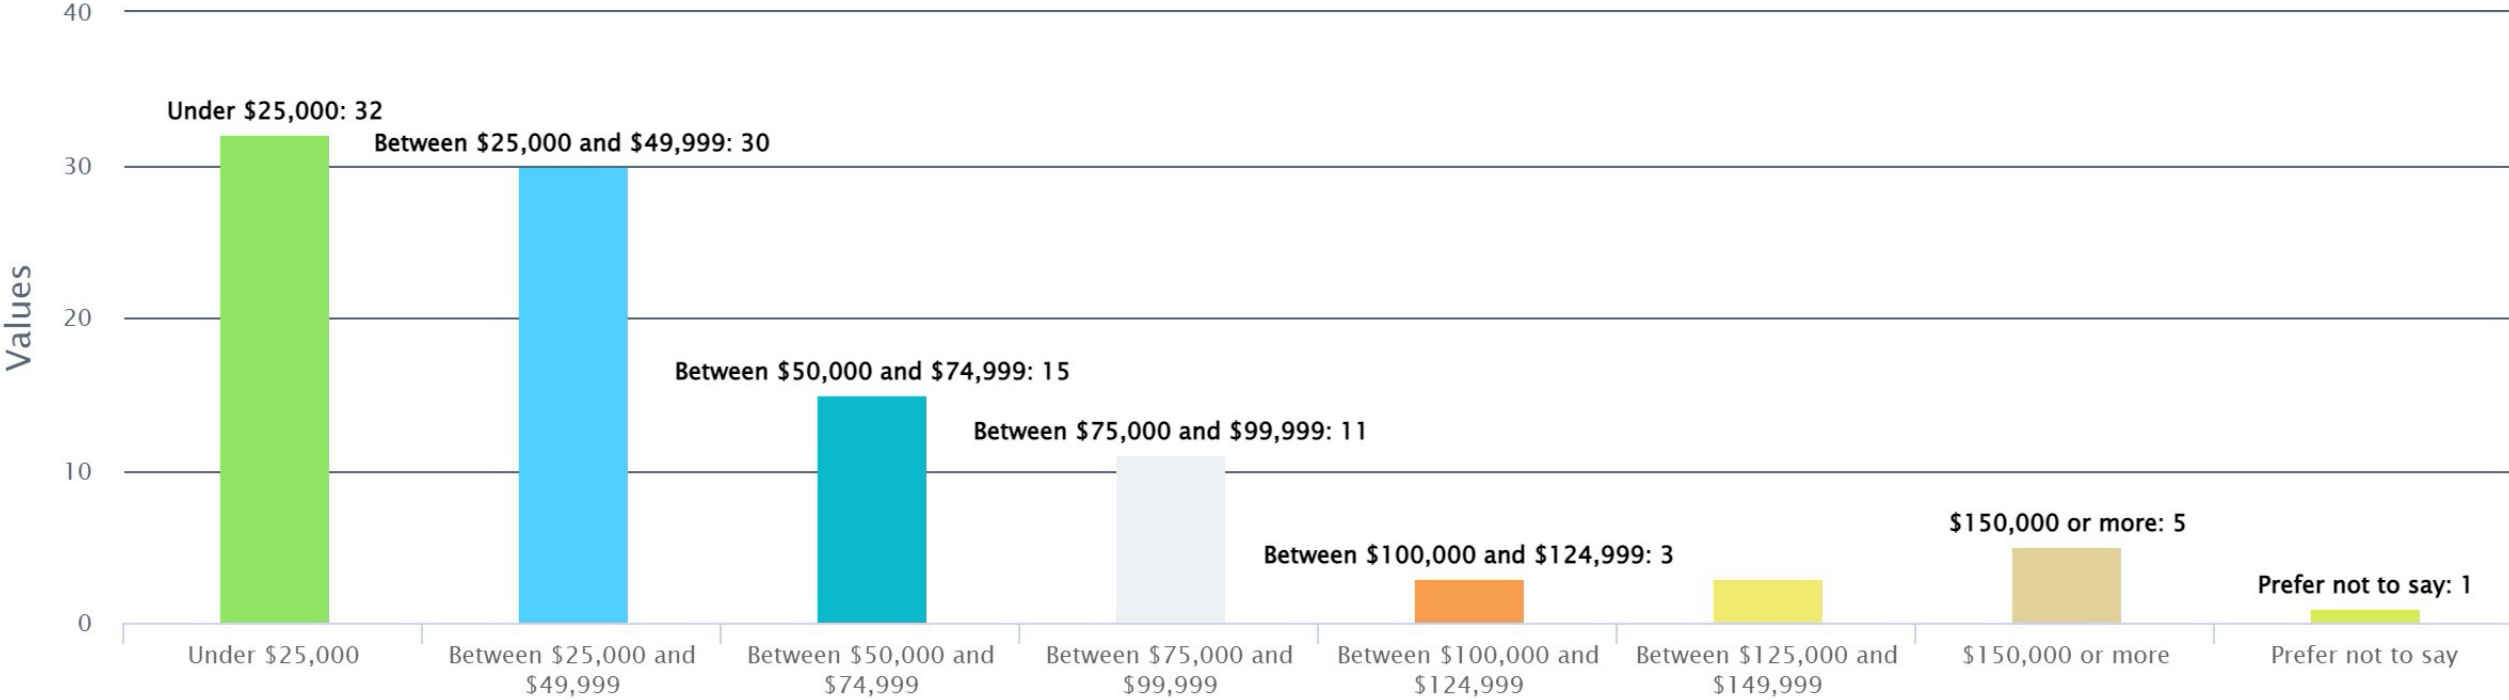 40
Under $25,000: 32
Between $25,000 and $49,999: 30
30
Values
20
Between $50,000 and $74,999: 15
Between $75,000 and $99,999: 11
10
$150,000 or more: 5
Between $100,000 and $124,999: 3
Prefer not to say: 1
0
Under $25,000
Between $25,000 and
$49,999
Between $50,000 and
$74,999
Between $75,000 and
$99,999
Between $100,000 and
$124,999
Between $125,000 and
$149,999
$150,000 or more
Prefer not to say